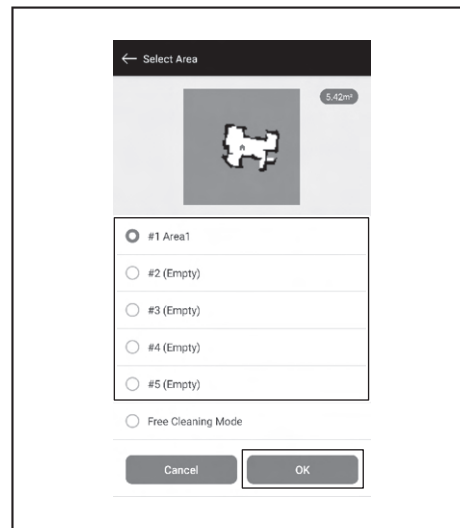 ← Select Area
5.42m²
#1 Area1
#2 (Empty)
#3 (Empty)
#4 (Empty)
#5 (Empty)
Free Cleaning Mode
Cancel OK